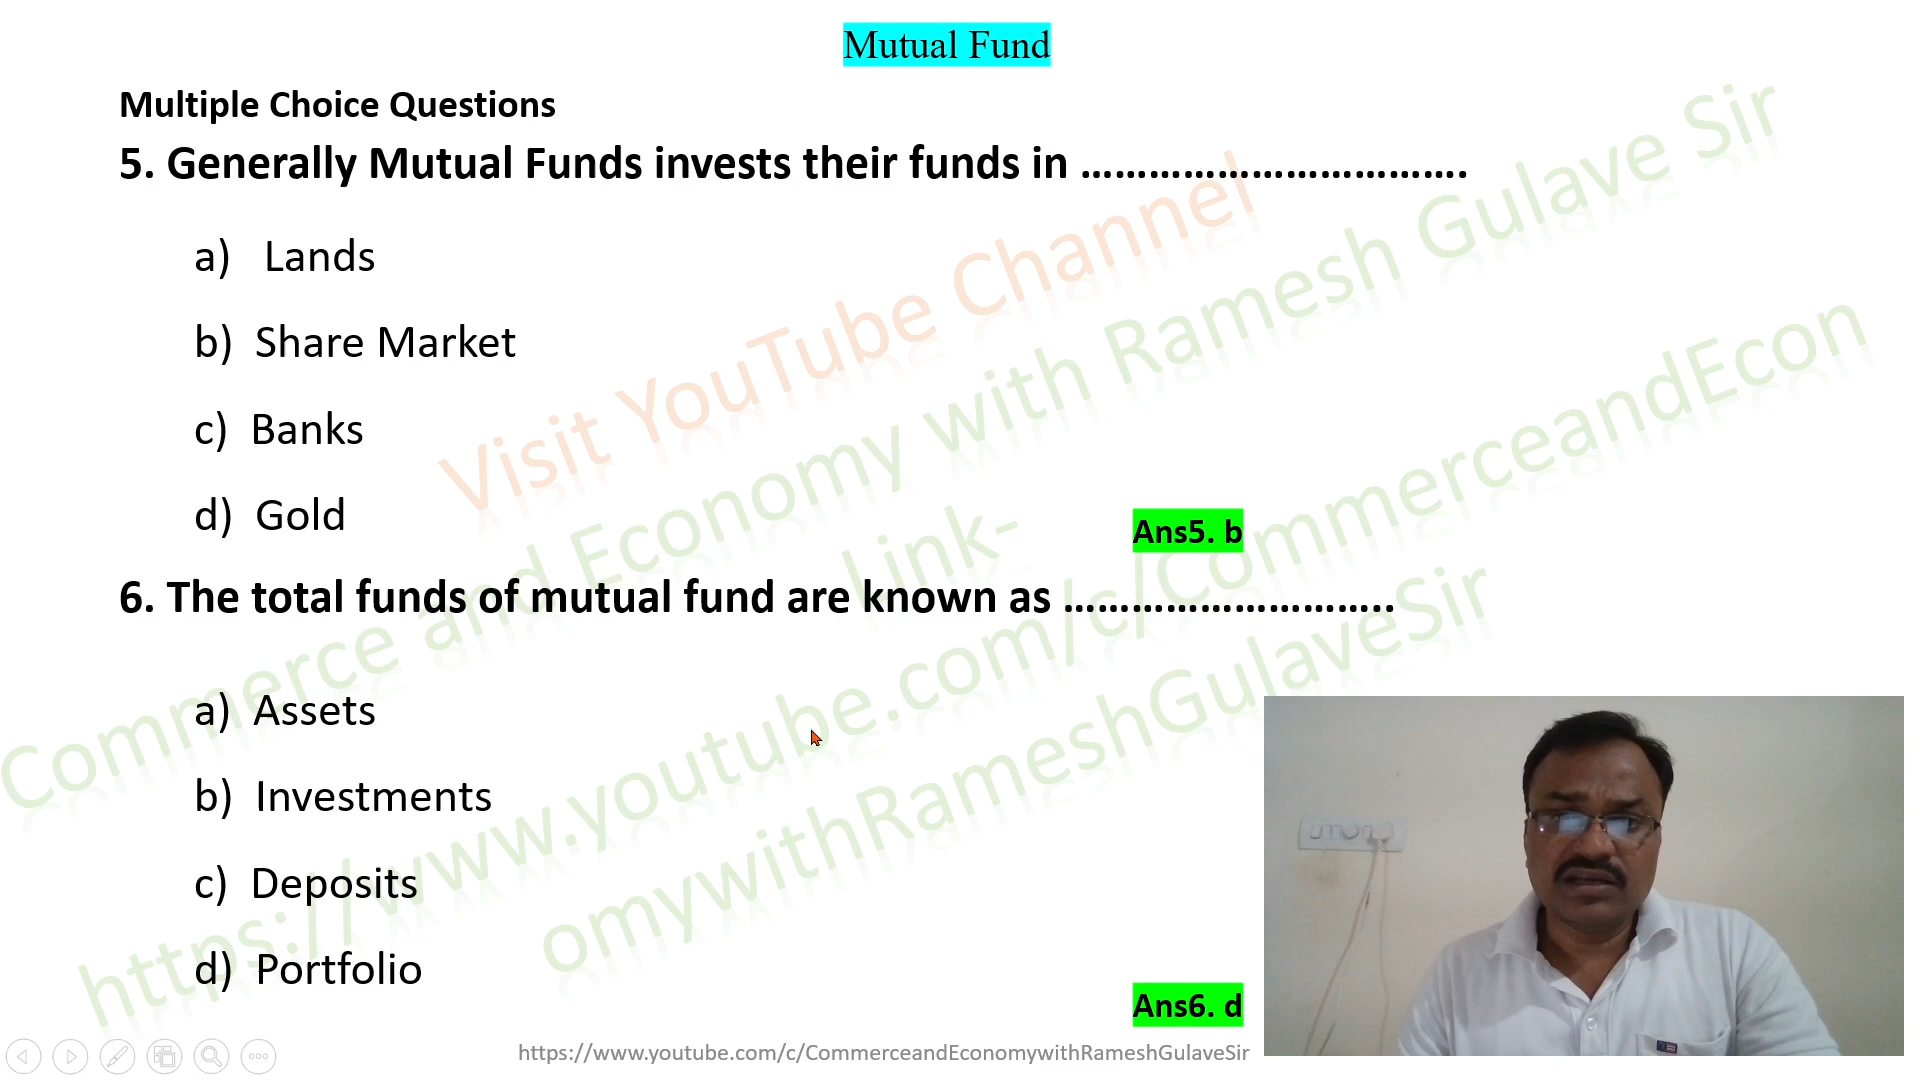 Mutual Fund
Multiple Choice Questions
5. Generally Mutual Funds invests their funds in …………………………….
a) Lands
b) Share Market
c) Banks
d) Gold
Ans5. b
6. The total funds of mutual fund are known as ………………………..
a) Assets
b) Investments
c) Deposits
d) Portfolio
Ans6. d
Visit YouTube Channel
Commerce and Economy with Ramesh Gulave Sir
Link-
https://www.youtube.com/c/CommerceandEcon
omywithRameshGulaveSir
https://www.youtube.com/c/CommerceandEconomywithRameshGulaveSir